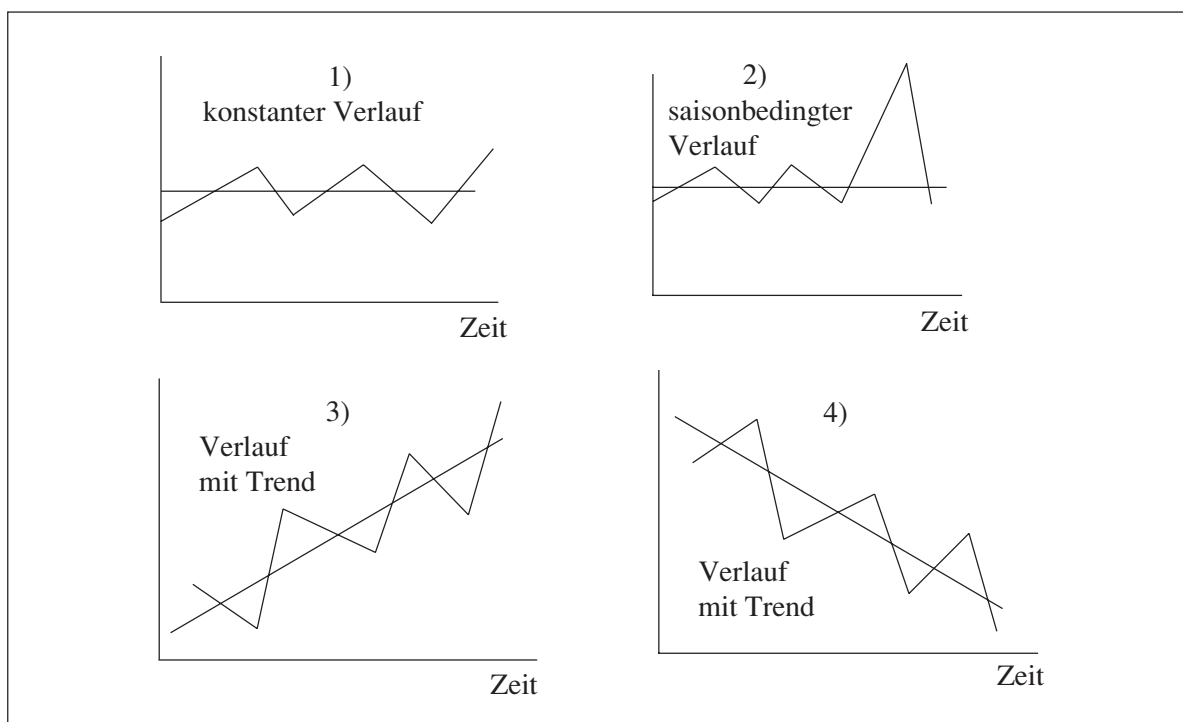 1)
konstanter Verlauf
Zeit
2)
saisonbedingter
Verlauf
Zeit
3)
Verlauf
mit Trend
Zeit
4)
Verlauf
mit Trend
Zeit